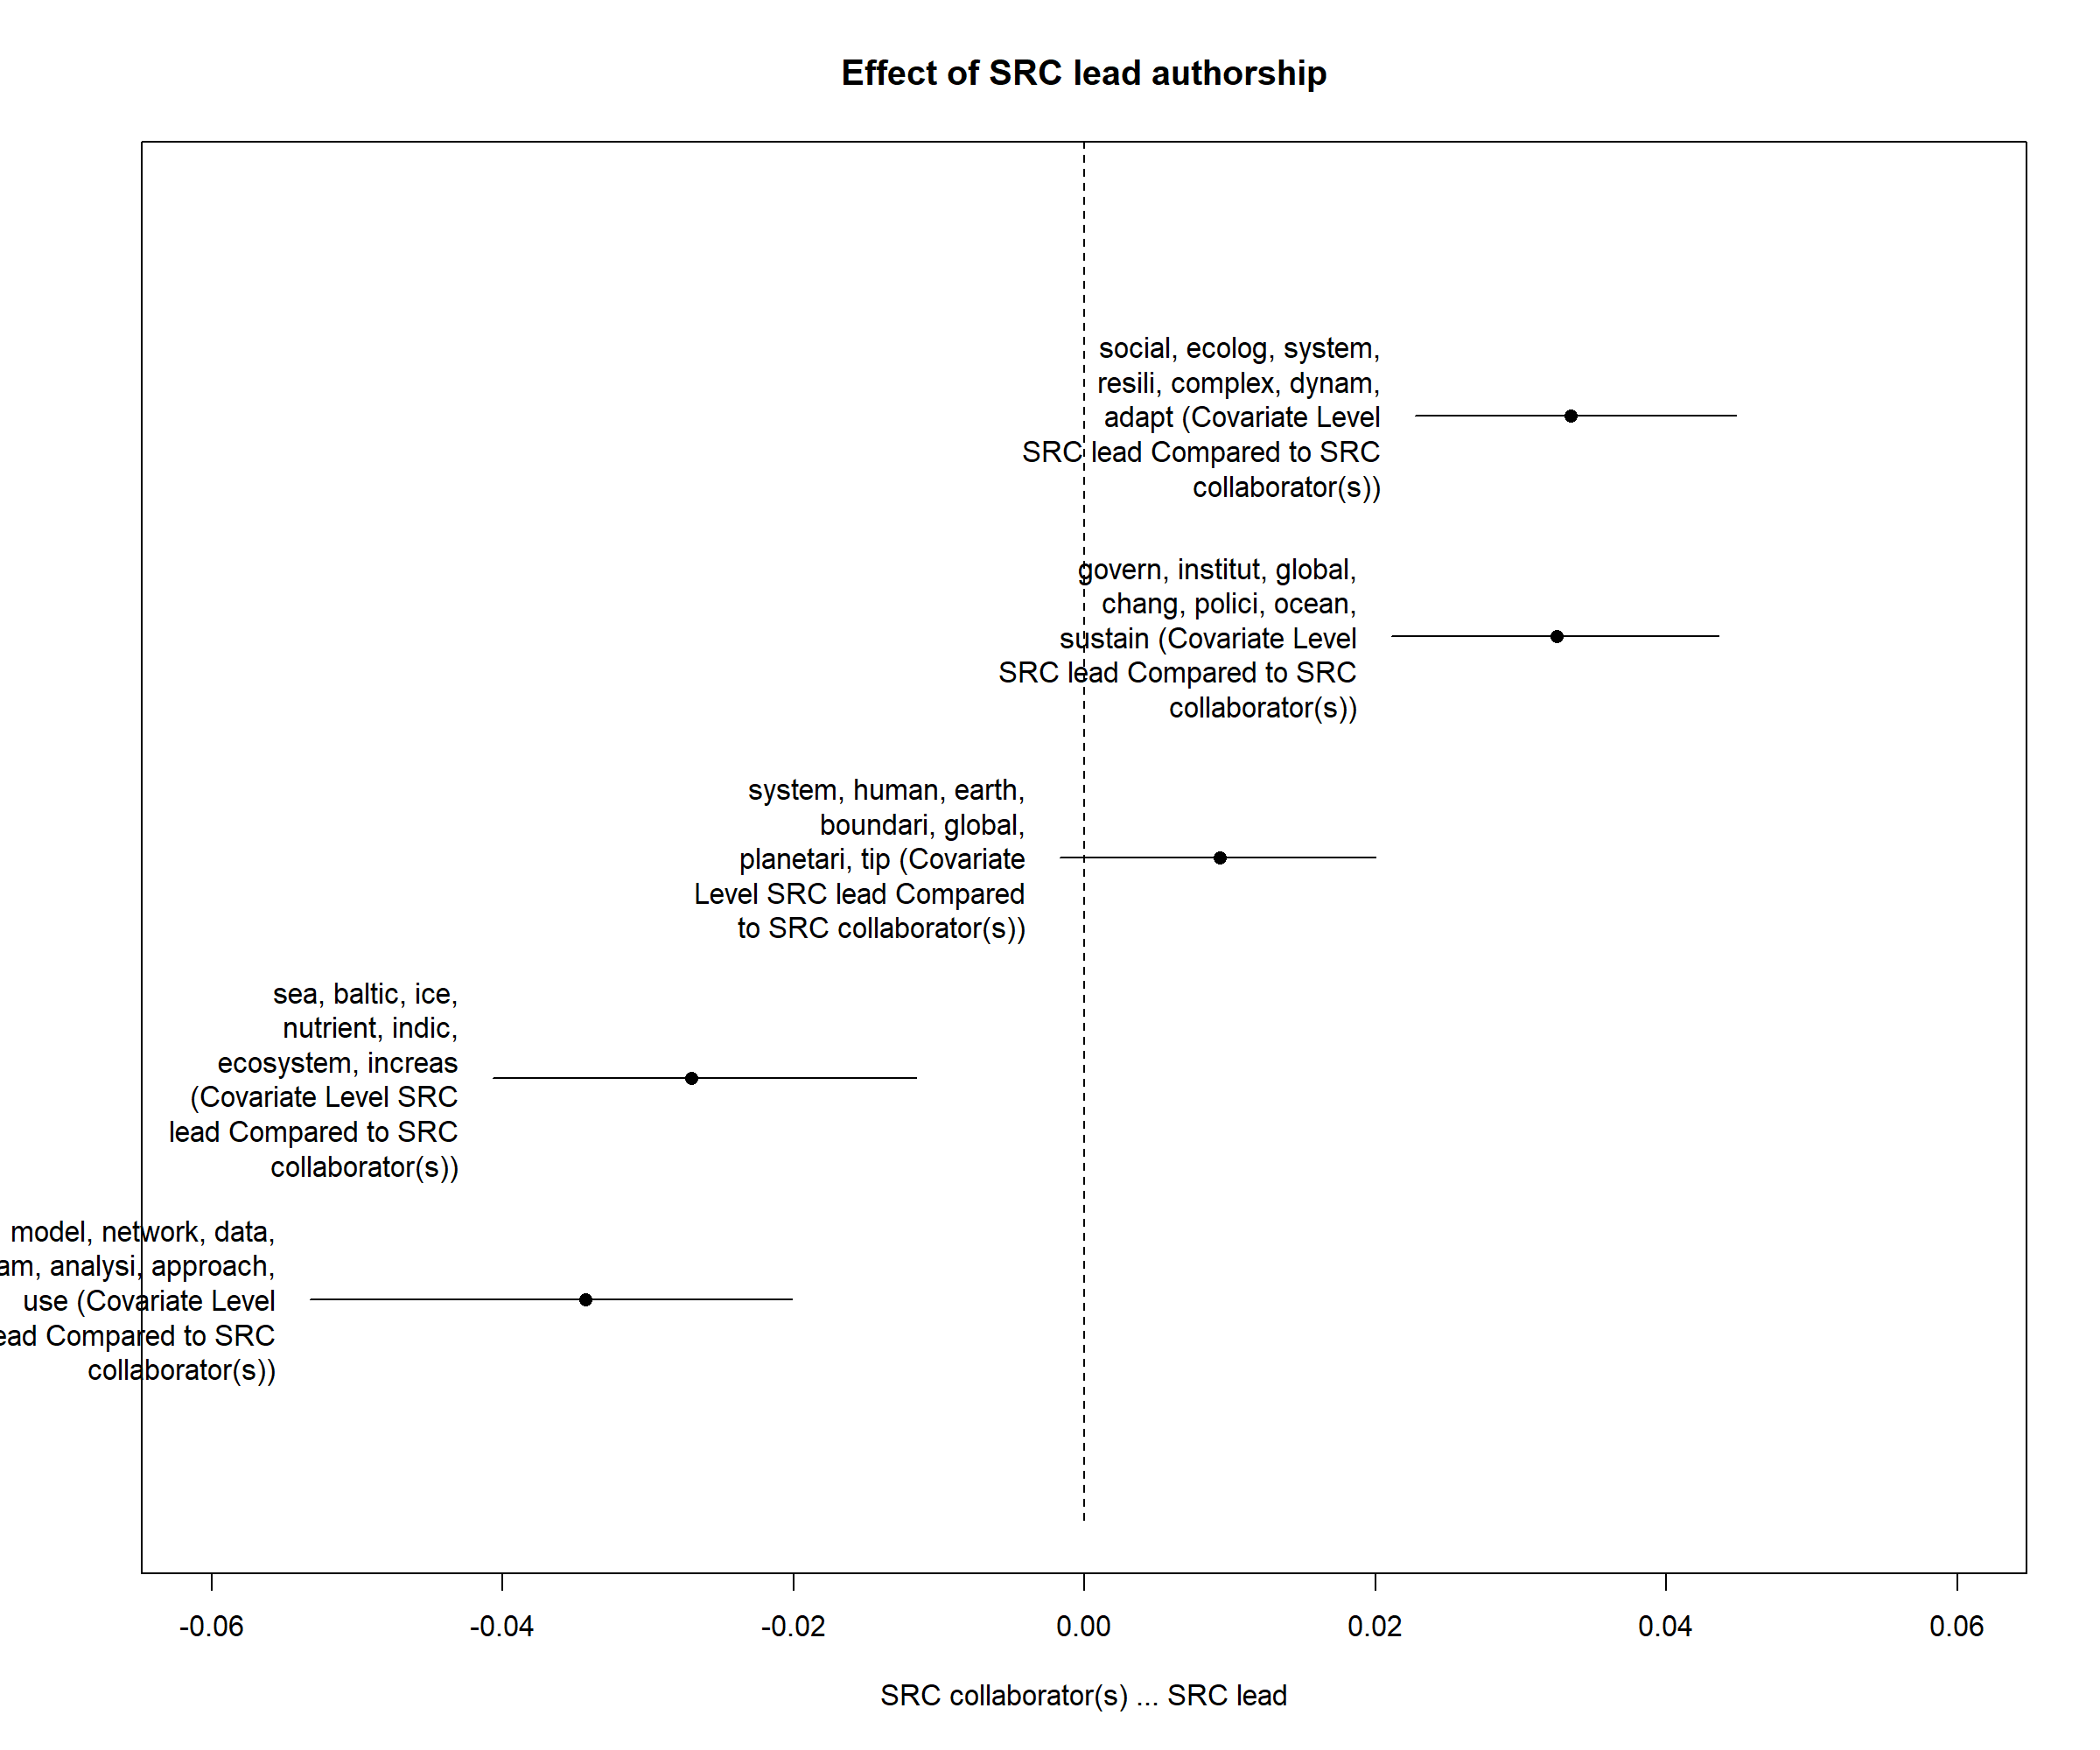 Effect of SRC lead authorship
social, ecolog, system,
resili, complex, dynam,
adapt (Covariate Level
SRC lead Compared to SRC
collaborator(s))
govern, institut, global,
chang, polici, ocean,
sustain (Covariate Level
SRC lead Compared to SRC
collaborator(s))
system, human, earth,
boundari, global,
planetari, tip (Covariate
Level SRC lead Compared
to SRC collaborator(s))
sea, baltic, ice,
nutrient, indic,
ecosystem, increas
(Covariate Level SRC
lead Compared to SRC
collaborator(s))
model, network, data,
analysi, approach,
use (Covariate Level
Compared to SRC
collaborator(s))
-0.06 -0.04 -0.02 0.00 0.02 0.04 0.06
SRC collaborator(s) ... SRC lead